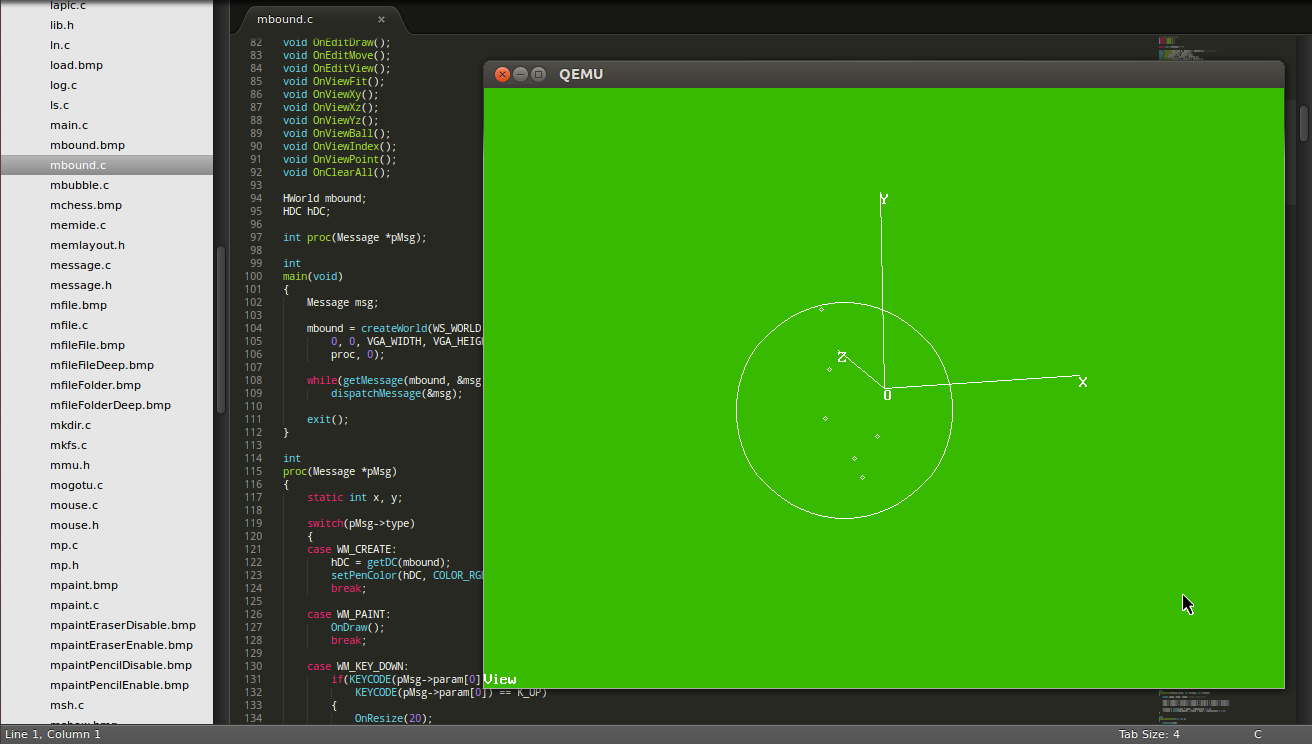 lapic.c
lib.h
ln.c
load.bmp
log.c
ls.c
main.c
mbound.bmp
mbound.c
mbubble.c
mchess.bmp
memide.c
memlayout.h
message.c
message.h
mfile.bmp
mfile.c
mfileFile.bmp
mfileFileDeep.bmp
mfileFolder.bmp
mfileFolderDeep.bmp
mkdir.c
mkfs.c
mmu.h
mogotu.c
mouse.c
mouse.h
mp.c
mp.h
mpaint.bmp
mpaint.c
mpaintEraserDisable.bmp
mpaintEraserEnable.bmp
mpaintPencilDisable.bmp
mpaintPencilEnable.bmp
msh.c
mbound.c ×
82 void OnEditDraw();
83 void OnEditMove();
84 void OnEditView();
85 void OnViewFit();
86 void OnViewXy();
87 void OnViewXz();
88 void OnViewYz();
89 void OnViewBall();
90 void OnViewIndex();
91 void OnViewPoint();
92 void OnClearAll();
93
94 HWorld mbound;
95 HDC hDC;
96
97 int proc(Message *pMsg);
98
99 int
100 main(void)
101 {
102 Message msg;
103
104 mbound = createWorld(WS_WORLD
105 0, 0, VGA_WIDTH, VGA_HEIG
106 proc, 0);
107
108 while(getMessage(mbound, &msg
109 dispatchMessage(&msg);
110
111 exit();
112 }
113
114 int
115 proc(Message *pMsg)
116 {
117 static int x, y;
118
119 switch(pMsg->type)
120 {
121 case WM_CREATE:
122 hDC = getDC(mbound);
123 setPenColor(hDC, COLOR_RG
124 break;
125
126 case WM_PAINT:
127 OnDraw();
128 break;
129
130 case WM_KEY_DOWN:
131 if(KEYCODE(pMsg->param[0]
132 KEYCODE(pMsg->param[0]) == K_UP)
133 {
134 OnResize(20);
QEMU
Y
Z
X
O
View
Line 1, Column 1
Tab Size: 4
C